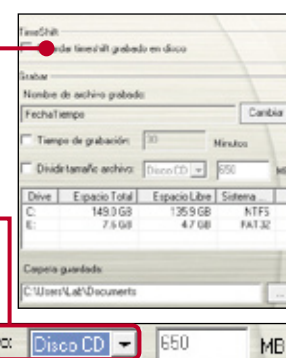 TimeShift
dar timeshift grabado en disco
Grabar
Nombre de archivo grabado:
FechaTiempo Cambiar
Tiempo de grabación: 30 Minutos
Dividir tamaño archivo: Disco CD 650
Drive Espacio Total Espacio Libre Sistema ...
C: 149.0 GB 135.9 GB NTFS
E: 7.6 GB 4.7 GB FAT32
Carpeta guardada:
C:\Users\Lab\Documents ...
Disco CD 650 MB